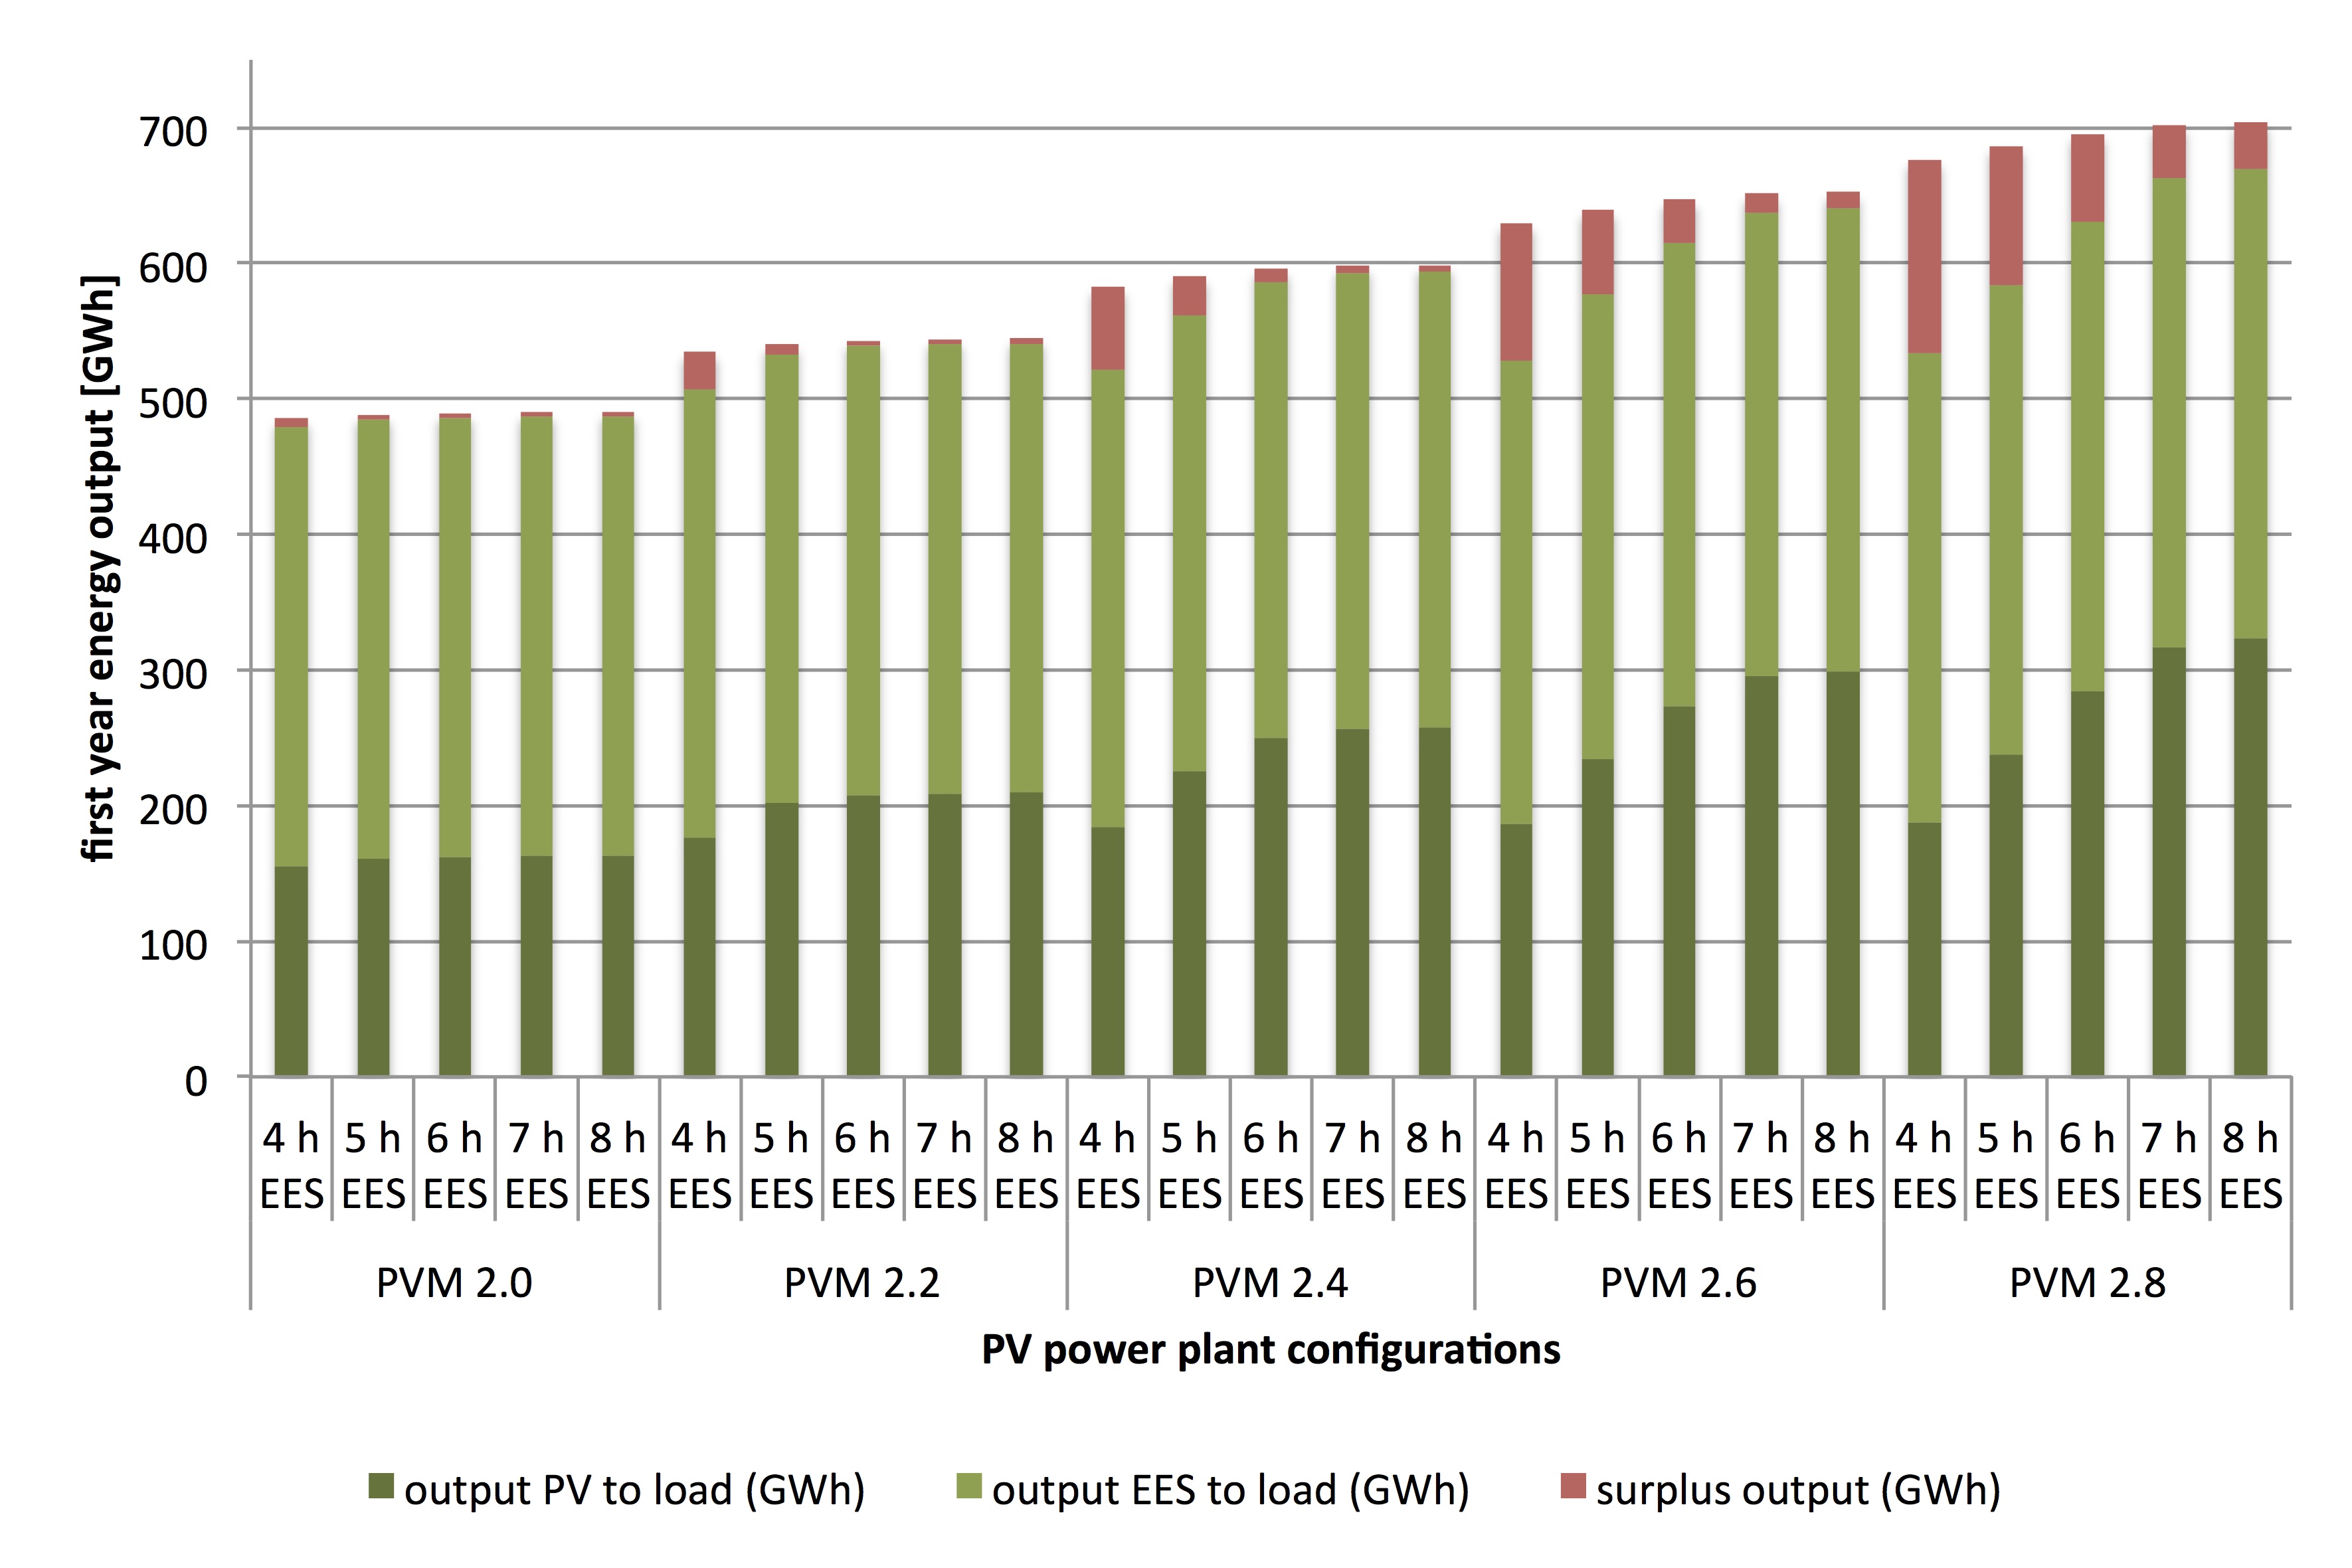 first year energy output [GWh]
700
600
500
400
300
200
100
0
4 h 5 h 6 h 7 h 8 h 4 h 5 h 6 h 7 h 8 h 4 h 5 h 6 h 7 h 8 h 4 h 5 h 6 h 7 h 8 h 4 h 5 h 6 h 7 h 8 h
EES EES EES EES EES EES EES EES EES EES EES EES EES EES EES EES EES EES EES EES EES EES EES EES EES
PVM 2.0 PVM 2.2 PVM 2.4 PVM 2.6 PVM 2.8
PV power plant configurations
output PV to load (GWh) output EES to load (GWh) surplus output (GWh)